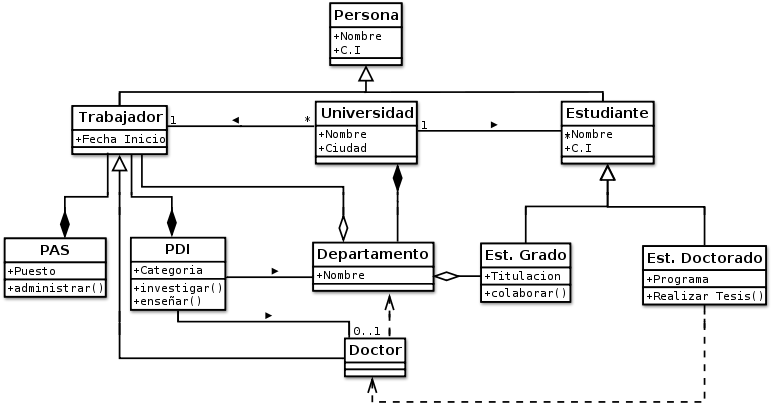 Persona
+Nombre
+C.I
Trabajador
+Fecha Inicio
1
*
Universidad
+Nombre
+Ciudad
1
*
Estudiante
+Nombre
+C.I
PAS
+Puesto
+administrar()
PDI
+Categoria
+investigar()
+enseñar()
Departamento
+Nombre
Est. Grado
+Titulacion
+colaborar()
Est. Doctorado
+Programa
+Realizar Tesis()
0..1
Doctor